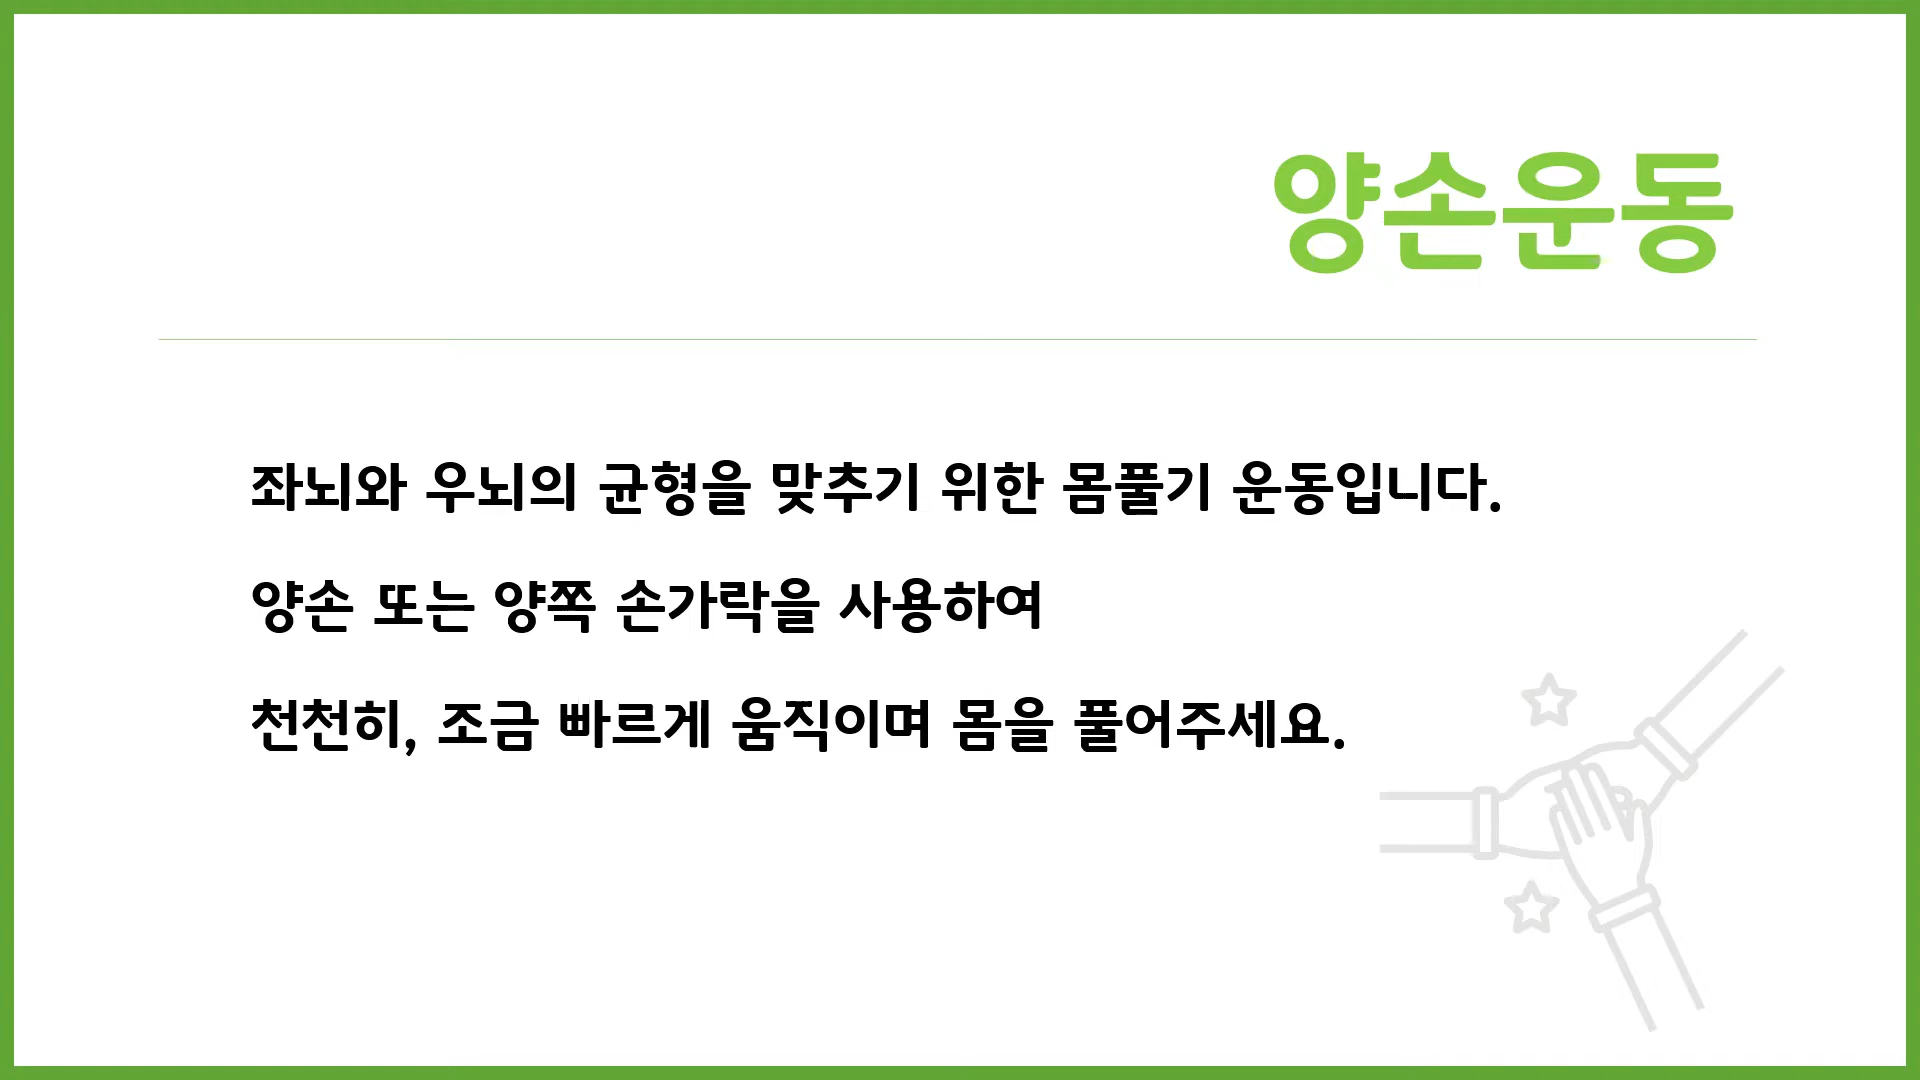 양손운동
좌뇌와 우뇌의 균형을 맞추기 위한 몸풀기 운동입니다.
양손 또는 양쪽 손가락을 사용하여
천천히, 조금 빠르게 움직이며 몸을 풀어주세요.